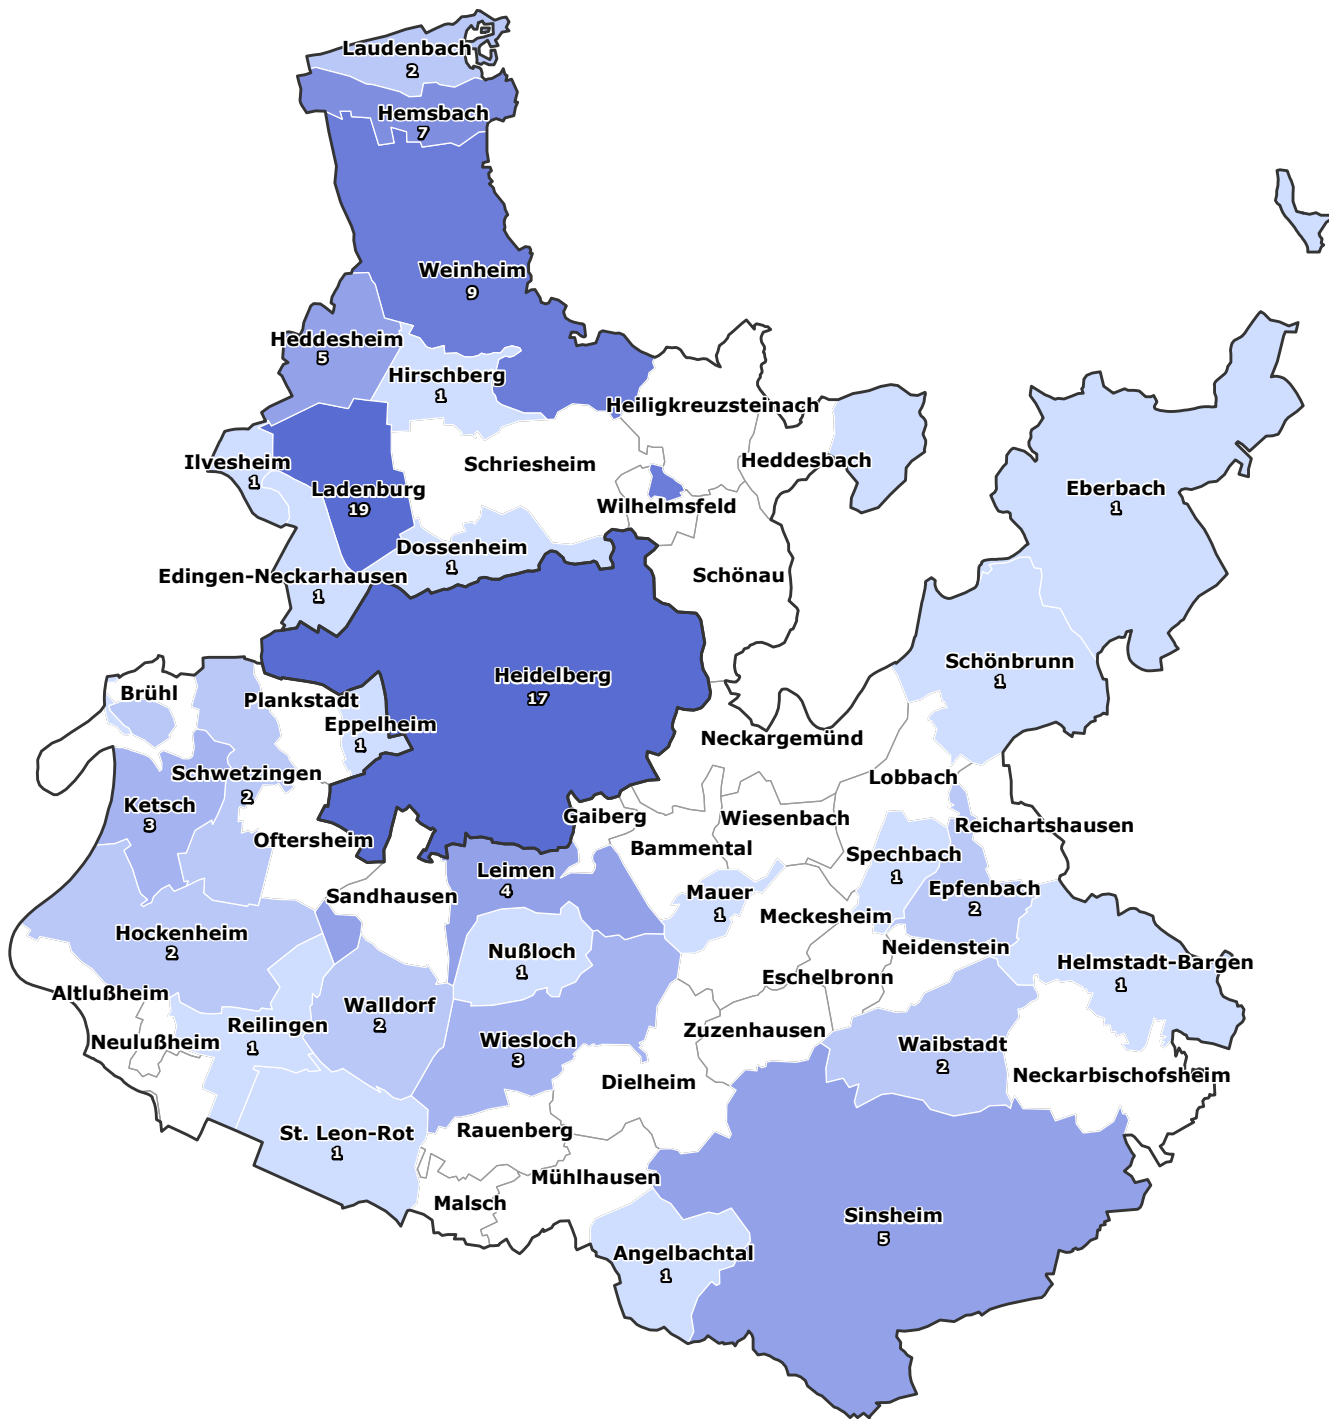 Laudenbach
2
Hemsbach
7
Weinheim
9
Heddesheim
5
Hirschberg
1
Heiligkreuzsteinach
Ilvesheim
1
Schriesheim
Heddesbach
Ladenburg
19
Wilhelmsfeld
Eberbach
1
Dossenheim
1
Edingen-Neckarhausen
1
Schönau
Heidelberg
17
Schönbrunn
1
Brühl
Plankstadt
Eppelheim
1
Neckargemünd
Schwetzingen
2
Lobbach
Ketsch
3
Gaiberg
Wiesenbach
Reichartshausen
Oftersheim
Bammental
Spechbach
1
Leimen
4
Epfenbach
2
Sandhausen
Mauer
1
Meckesheim
Hockenheim
2
Nußloch
1
Neidenstein
Helmstadt-Bargen
1
Eschelbronn
Altlußheim
Walldorf
2
Reilingen
1
Zuzenhausen
Neulußheim
Wiesloch
3
Waibstadt
2
Dielheim
Neckarbischofsheim
St. Leon-Rot
1
Rauenberg
Mühlhausen
Malsch
Sinsheim
5
Angelbachtal
1